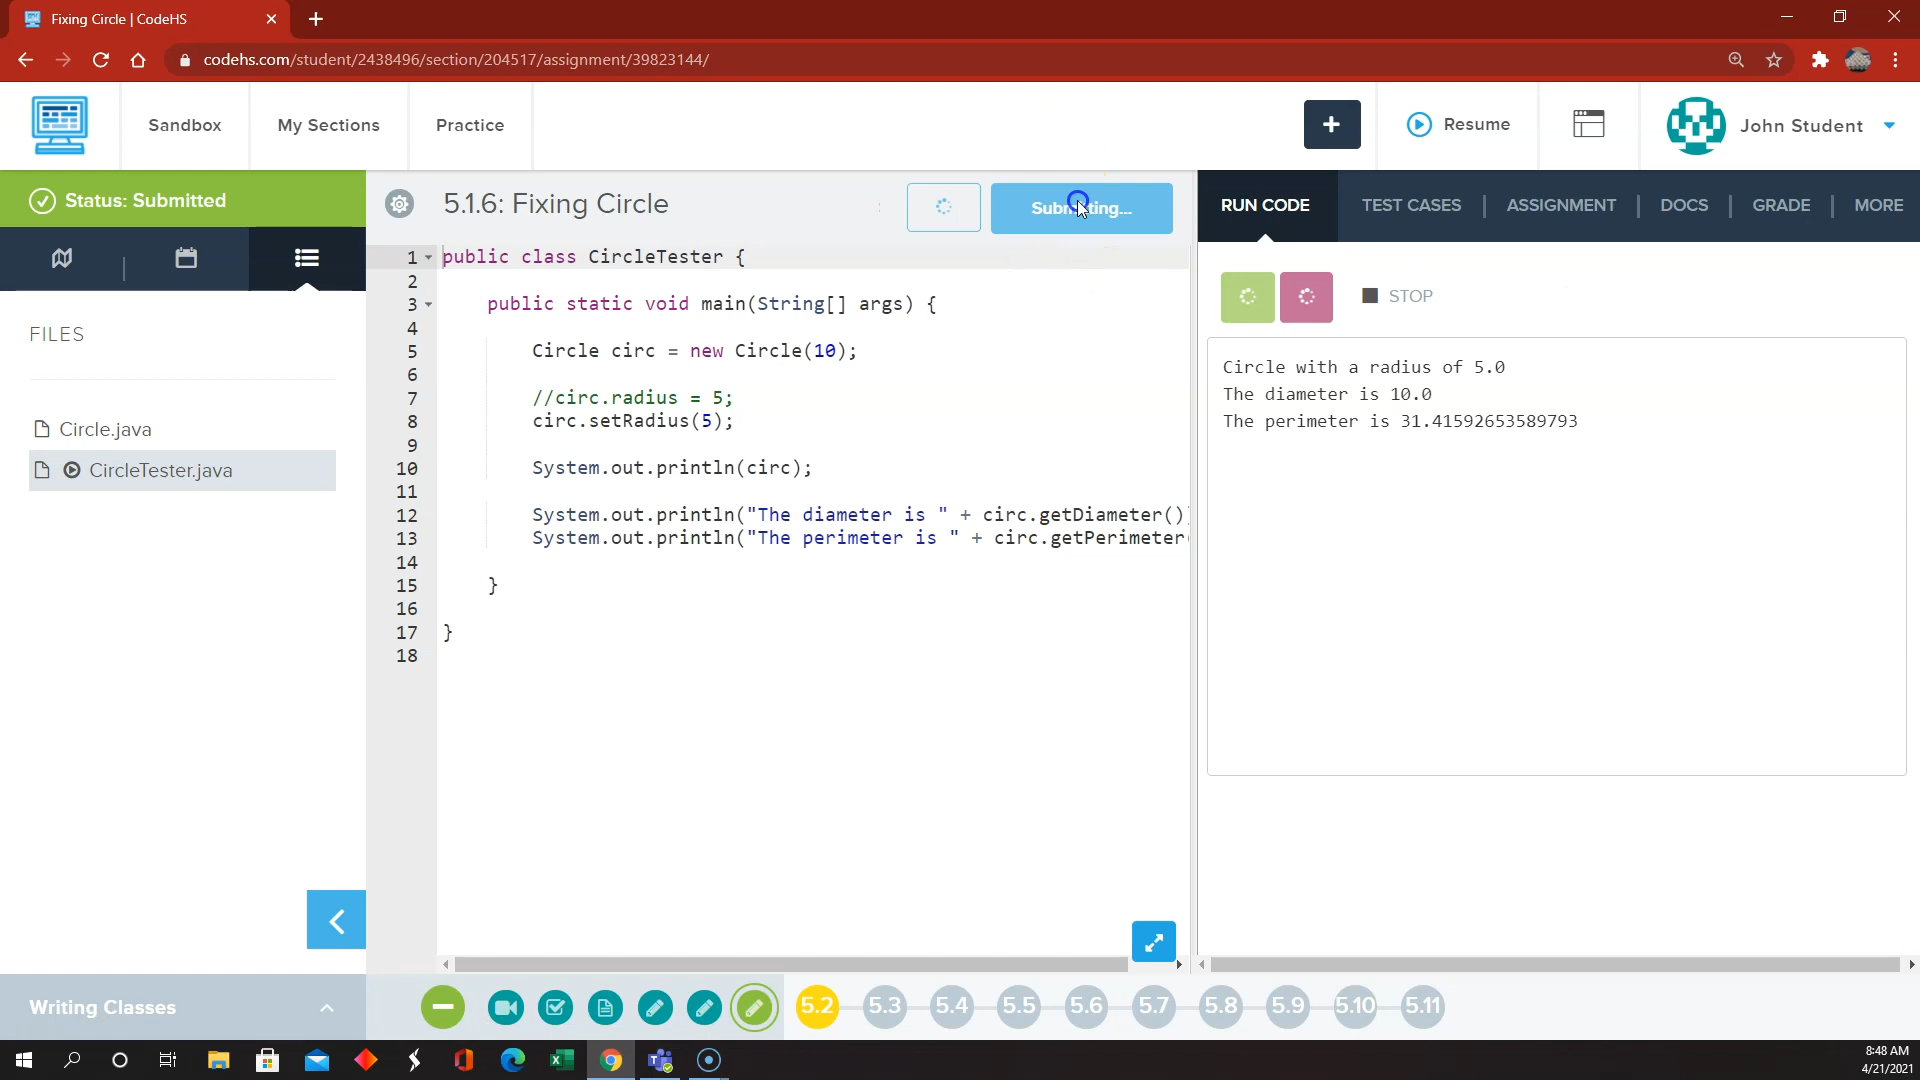 Fixing Circle | CodeHS
codehs.com/student/2438496/section/204517/assignment/39823144/
Sandbox
My Sections
Practice
+
Resume
John Student
Status: Submitted
5.1.6: Fixing Circle
Submitting...
RUN CODE
TEST CASES
ASSIGNMENT
DOCS
GRADE
MORE
FILES
Circle.java
CircleTester.java
1 public class CircleTester {
2
3 public static void main(String[] args) {
4
5 Circle circ = new Circle(10);
6
7 //circ.radius = 5;
8 circ.setRadius(5);
9
10 System.out.println(circ);
11
12 System.out.println("The diameter is " + circ.getDiameter()
13 System.out.println("The perimeter is " + circ.getPerimeter
14
15 }
16
17 }
18
STOP
Circle with a radius of 5.0
The diameter is 10.0
The perimeter is 31.41592653589793
Writing Classes
5.2
5.3
5.4
5.5
5.6
5.7
5.8
5.9
5.10
5.11
8:48 AM
4/21/2021